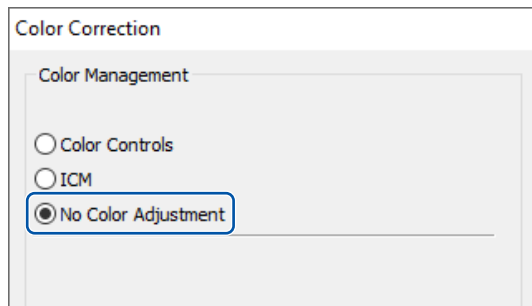 Color Correction
Color Management
Color Controls
ICM
No Color Adjustment